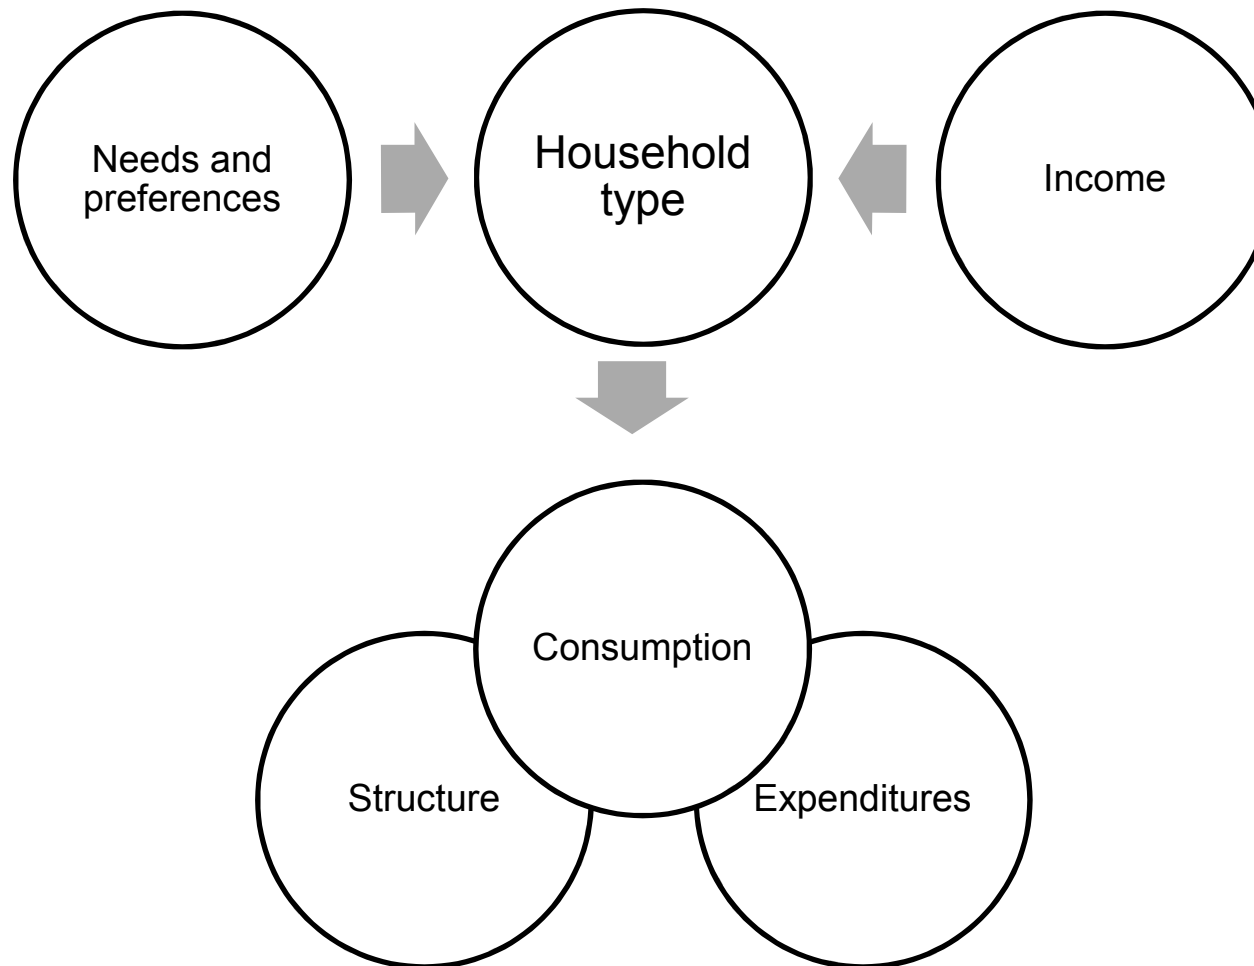 Needs and
preferences
Household
type
Income
Consumption
Structure
Expenditures